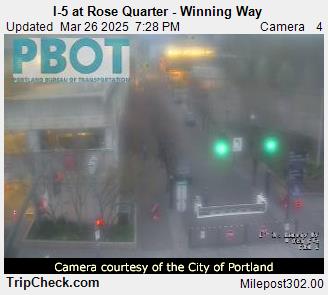 I-5 at Rose Quarter - Winning Way
Updated Mar 26 2025 7:28 PM Camera 4
PBOT
PORTLAND BUREAU OF TRANSPORTATION
Camera courtesy of the City of Portland
TripCheck.com Milepost302.00